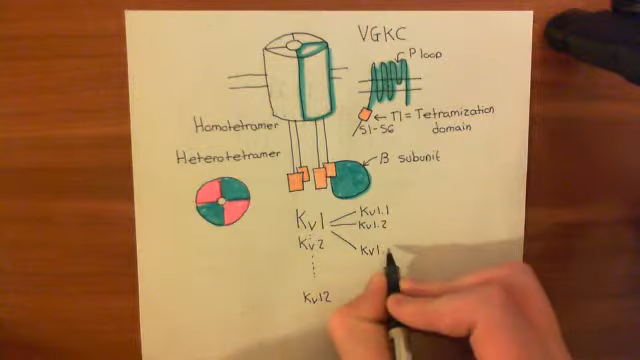 VGKC
P loop
T1 = Tetramization
domain
S1-S6
Homotetramer
Heterotetramer
B subunit
Kv1
Kv1.1
Kv1.2
Kv2
Kv1.
Kv12